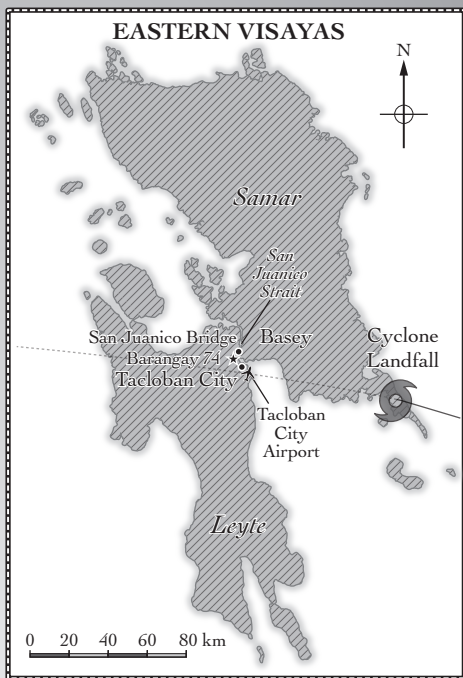 EASTERN VISAYAS
N
Samar
San
Juanico
Strait
San Juanico Bridge
Basey
Cyclone
Landfall
Barangay 74
Tacloban City
Tacloban
City
Airport
Leyte
0 20 40 60 80 km